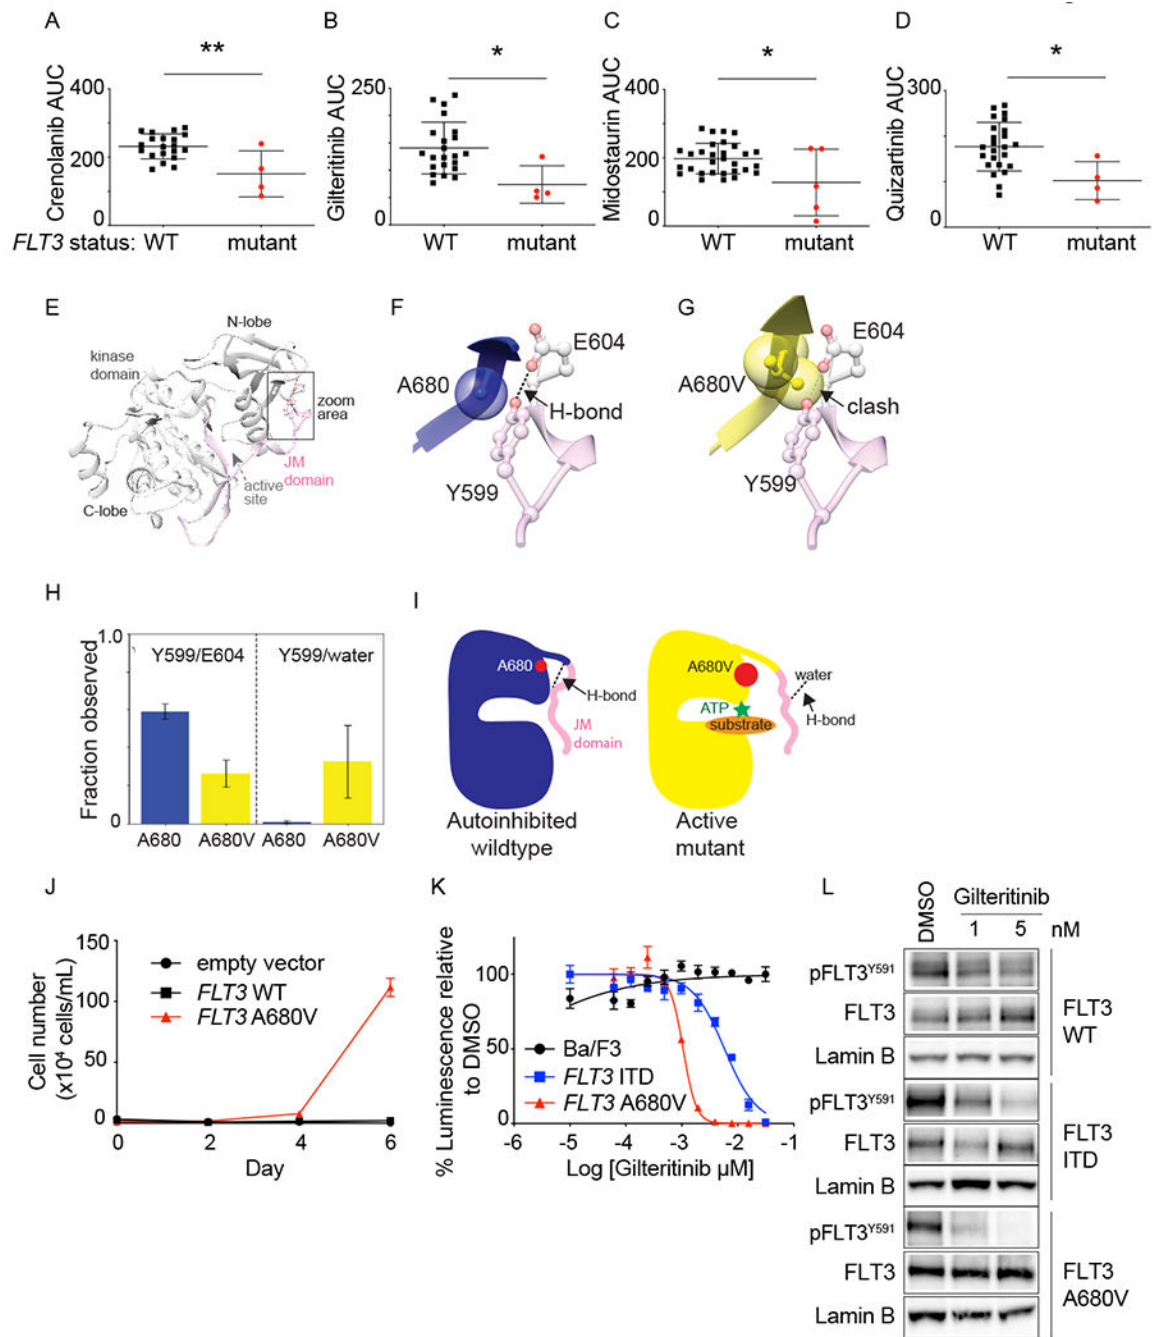 A
B
C
D
**
*
*
*
Crenolanib AUC
400
200
0
Gilteritinib AUC
250
0
Midostaurin AUC
400
200
0
Quizartinib AUC
300
0
FLT3 status: WT
mutant
WT
mutant
WT
mutant
WT
mutant
E
N-lobe
kinase
domain
zoom
area
JM
domain
active
site
C-lobe
F
E604
A680
H-bond
Y599
G
E604
A680V
clash
Y599
H
Fraction observed
1.0
0
Y599/E604
Y599/water
A680
A680V
A680
A680V
I
A680
H-bond
JM
domain
Autoinhibited
wildtype
A680V
water
ATP
H-bond
substrate
Active
mutant
J
Cell number
(x10⁴ cells/mL)
150
100
50
0
empty vector
FLT3 WT
FLT3 A680V
0
2
4
6
Day
K
% Luminescence relative
to DMSO
100
50
0
Ba/F3
FLT3 ITD
FLT3 A680V
-6
-5
-4
-3
-2
-1
Log [Gilteritinib µM]
L
DMSO
Gilteritinib
1
5
nM
pFLT3ʸ⁵⁹¹
FLT3
Lamin B
FLT3
WT
pFLT3ʸ⁵⁹¹
FLT3
Lamin B
FLT3
ITD
pFLT3ʸ⁵⁹¹
FLT3
Lamin B
FLT3
A680V